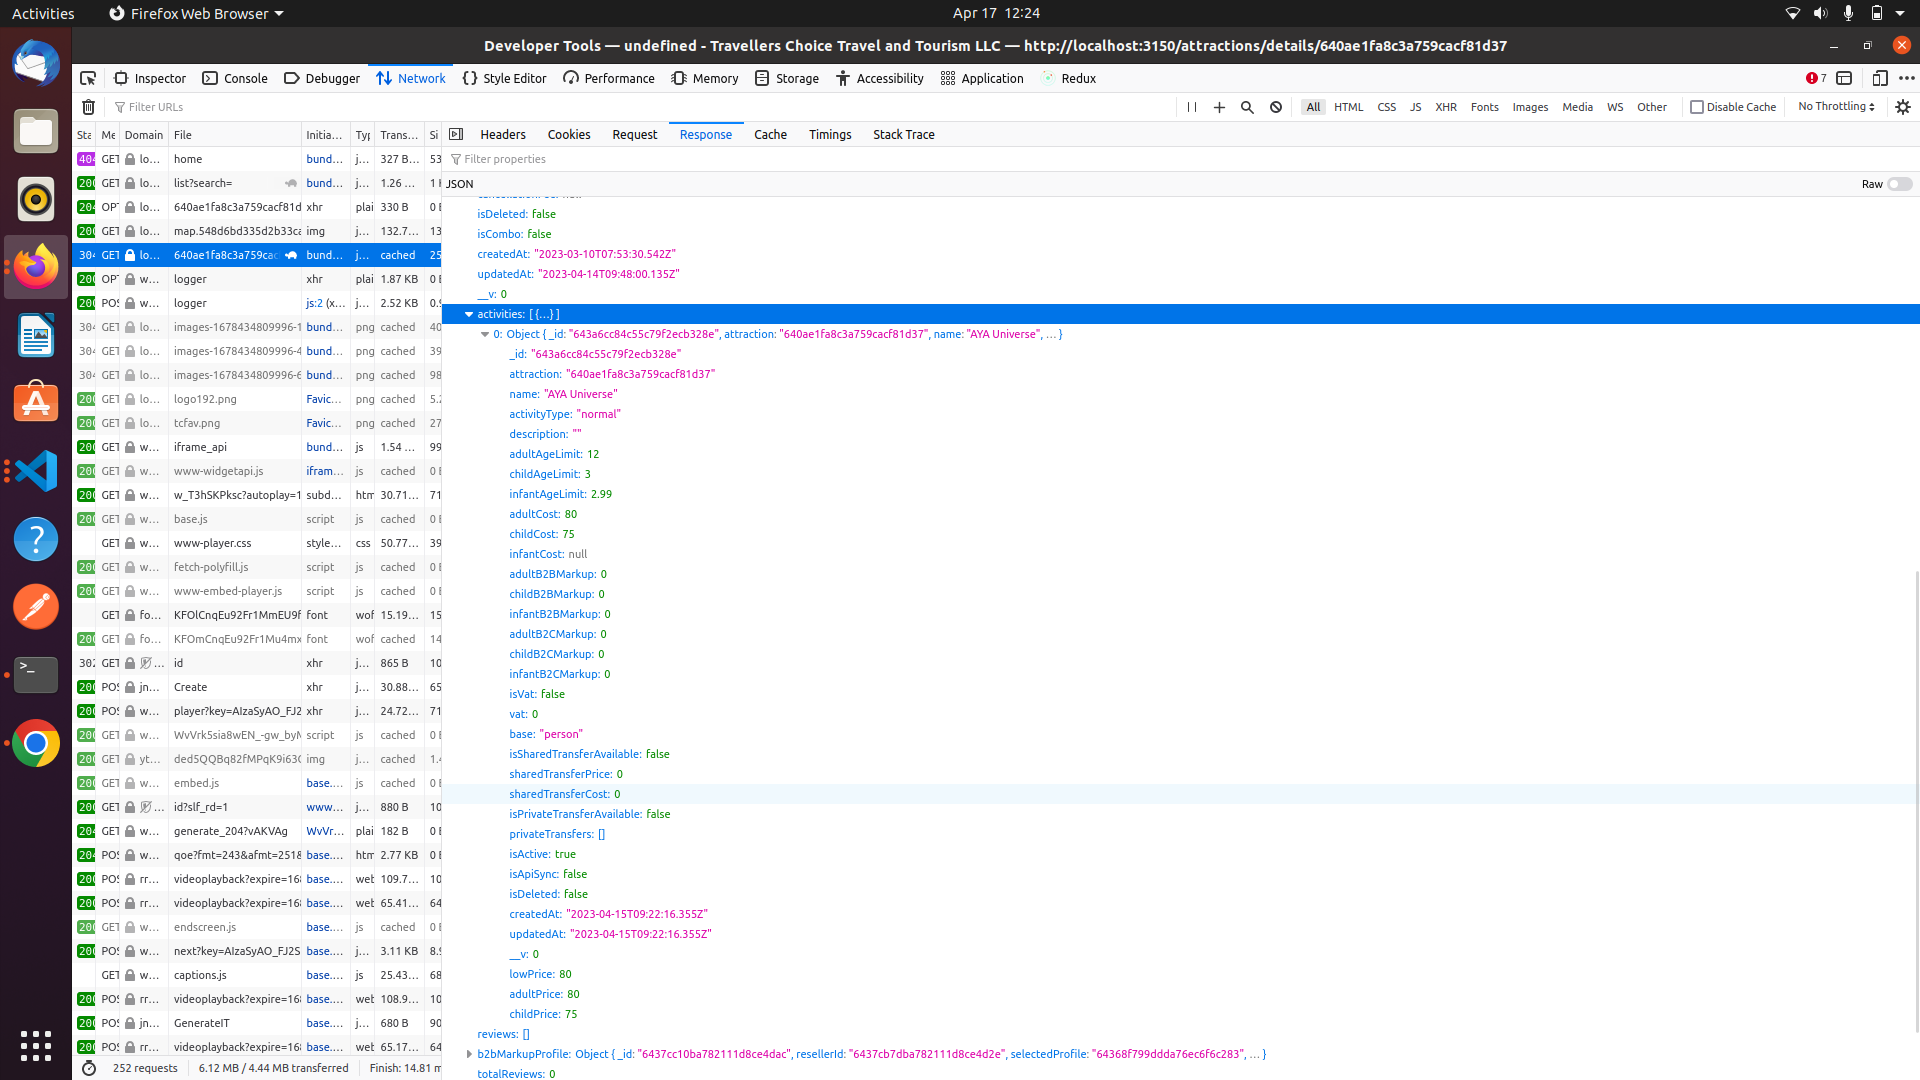 Activities
Firefox Web Browser
Apr 17 12:24
Developer Tools — undefined - Travellers Choice Travel and Tourism LLC — http://localhost:3150/attractions/details/640ae1fa8c3a759cacf81d37
Inspector Console Debugger Network Style Editor Performance Memory Storage Accessibility Application Redux 7
Filter URLs
All HTML CSS JS XHR Fonts Images Media WS Other Disable Cache No Throttling
Sta Me Domain File Initia... Typ Trans... Si
Headers Cookies Request Response Cache Timings Stack Trace
404 GET lo... home bund... j... 327 B... 53
200 GET lo... list?search= bund... j... 1.26 ... 1
204 OPT lo... 640ae1fa8c3a759cacf81d xhr plai 330 B 0
200 GET lo... map.548d6bd335d2b33ca img j... 132.7... 13
304 GET lo... 640ae1fa8c3a759cac bund... j... cached 25
200 OPT w... logger xhr plai 1.87 KB 0
200 POS w... logger js:2 (x... j... 2.52 KB 0.9
304 GET lo... images-1678434809996-1 bund... png cached 40
304 GET lo... images-1678434809996-4 bund... png cached 39
304 GET lo... images-1678434809996-6 bund... png cached 98
200 GET lo... logo192.png Favic... png cached 5.2
200 GET lo... tcfav.png Favic... png cached 27
200 GET w... iframe_api bund... js 1.54 ... 99
200 GET w... www-widgetapi.js ifram... js cached 0
200 GET w... w_T3hSKPksc?autoplay=1 subd... htm 30.71... 71
200 GET w... base.js script js cached 0
GET w... www-player.css style... css 50.77... 39
200 GET w... fetch-polyfill.js script js cached 0
200 GET w... www-embed-player.js script js cached 0
GET fo... KFOlCnqEu92Fr1MmEU9f font wof 15.19... 15
200 GET fo... KFOmCnqEu92Fr1Mu4mx font wof cached 14
302 GET ... id xhr j... 865 B 10
200 POS jn... Create xhr j... 30.88... 65
200 POS w... player?key=AIzaSyAO_FJ2 xhr j... 24.72... 71
200 GET w... WvVrk5sia8wEN_-gw_byM script js cached 0
200 GET yt... ded5QQBq82fMPqK9i63C img j... cached 1.4
200 GET w... embed.js base.... js cached 0
200 GET ... id?slf_rd=1 www... j... 880 B 10
204 GET w... generate_204?vAKVAg WvVr... plai 182 B 0
204 POS w... qoe?fmt=243&afmt=251& base.... htm 2.77 KB 0
200 POS rr... videoplayback?expire=168 base.... web 109.7... 10
200 POS rr... videoplayback?expire=168 base.... web 65.41... 64
200 GET w... endscreen.js base.... js cached 0
200 POS w... next?key=AIzaSyAO_FJ2S base.... j... 3.11 KB 8.9
GET w... captions.js base.... js 25.43... 68
200 POS rr... videoplayback?expire=168 base.... web 108.9... 10
200 POS jn... GenerateIT base.... j... 680 B 90
200 POS rr... videoplayback?expire=168 base.... web 65.17... 64
252 requests 6.12 MB / 4.44 MB transferred Finish: 14.81 m
Filter properties
JSON Raw
isDeleted: false
isCombo: false
createdAt: "2023-03-10T07:53:30.542Z"
updatedAt: "2023-04-14T09:48:00.135Z"
__v: 0
activities: [ {...} ]
0: Object { _id: "643a6cc84c55c79f2ecb328e", attraction: "640ae1fa8c3a759cacf81d37", name: "AYA Universe", ... }
_id: "643a6cc84c55c79f2ecb328e"
attraction: "640ae1fa8c3a759cacf81d37"
name: "AYA Universe"
activityType: "normal"
description: ""
adultAgeLimit: 12
childAgeLimit: 3
infantAgeLimit: 2.99
adultCost: 80
childCost: 75
infantCost: null
adultB2BMarkup: 0
childB2BMarkup: 0
infantB2BMarkup: 0
adultB2CMarkup: 0
childB2CMarkup: 0
infantB2CMarkup: 0
isVat: false
vat: 0
base: "person"
isSharedTransferAvailable: false
sharedTransferPrice: 0
sharedTransferCost: 0
isPrivateTransferAvailable: false
privateTransfers: []
isActive: true
isApiSync: false
isDeleted: false
createdAt: "2023-04-15T09:22:16.355Z"
updatedAt: "2023-04-15T09:22:16.355Z"
__v: 0
lowPrice: 80
adultPrice: 80
childPrice: 75
reviews: []
b2bMarkupProfile: Object { _id: "6437cc10ba782111d8ce4dac", resellerId: "6437cb7dba782111d8ce4d2e", selectedProfile: "64368f799ddda76ec6f6c283", ... }
totalReviews: 0